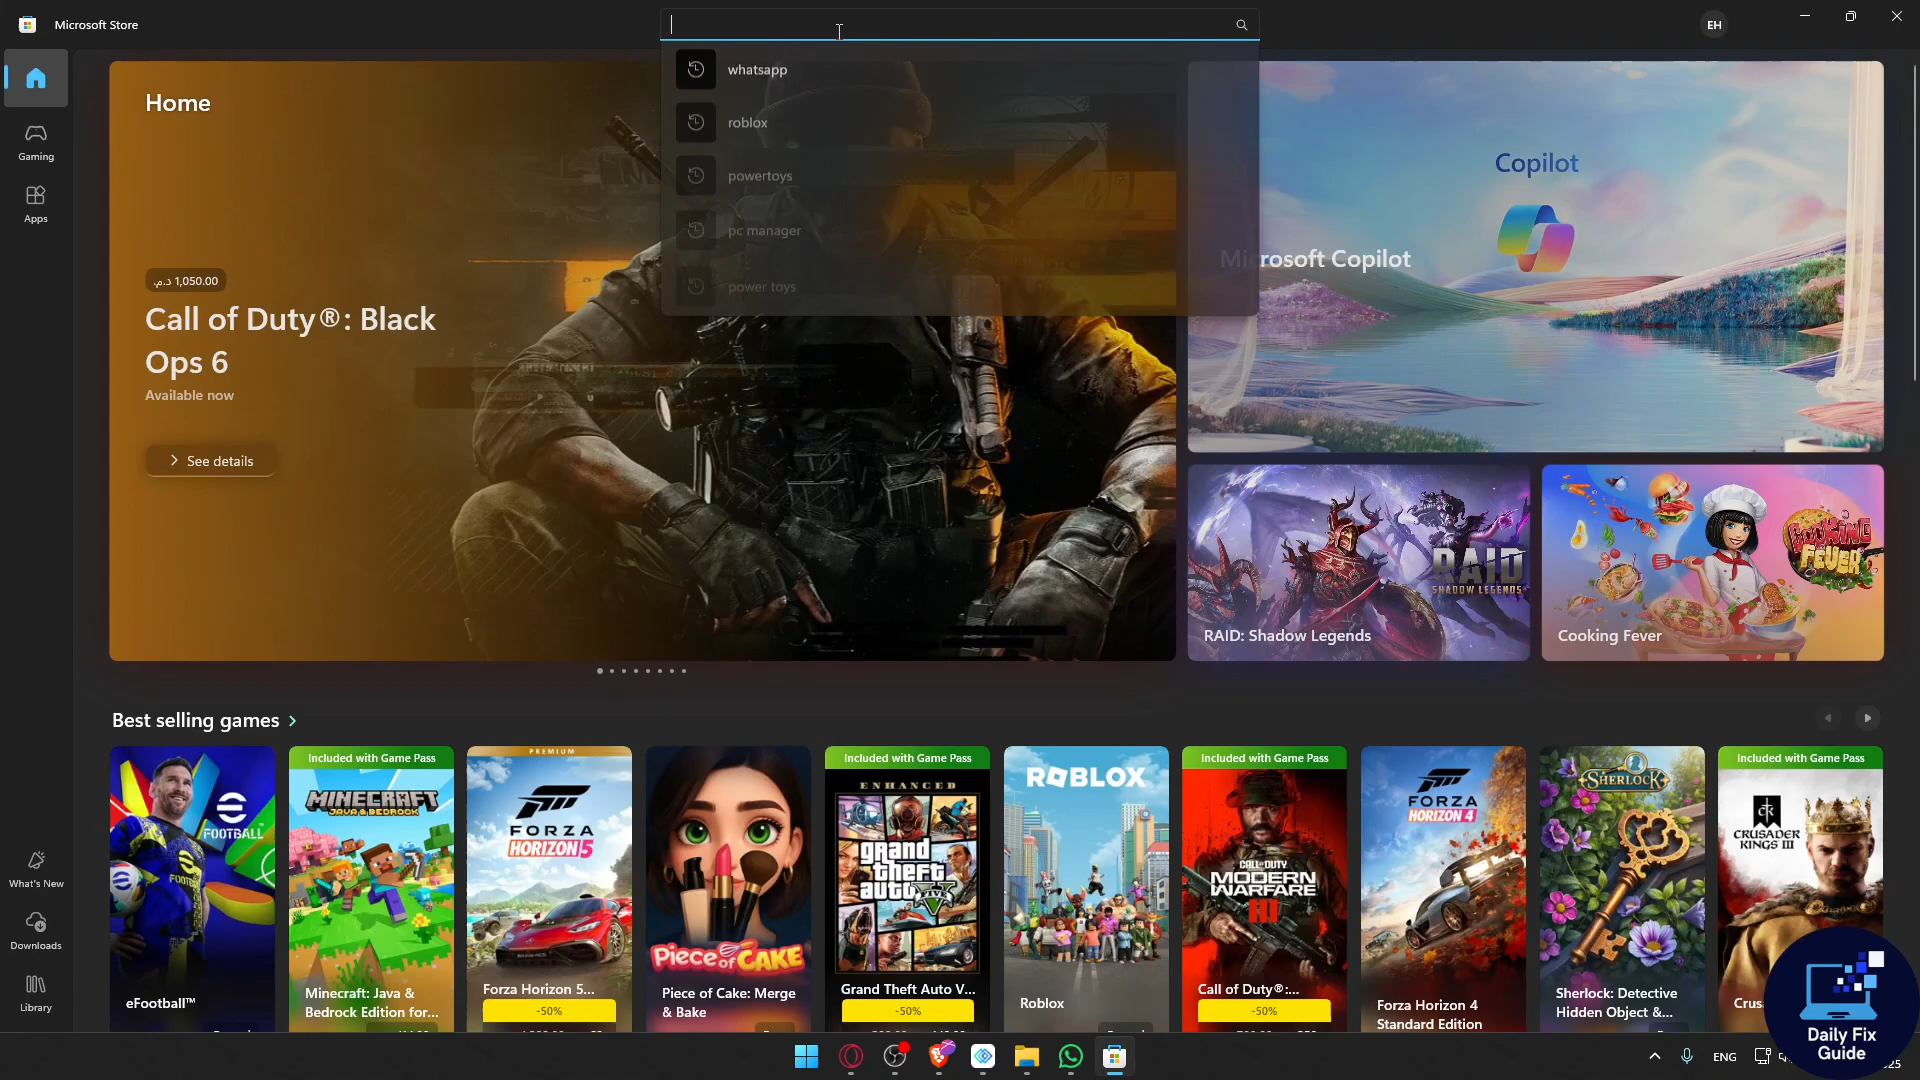 Microsoft Store
EH
whatsapp
roblox
powertoys
pc manager
power toys
Home
Gaming
Apps
What's New
Downloads
Library
د.م. 1,050.00
Call of Duty®: Black
Ops 6
Available now
See details
Copilot
Microsoft Copilot
RAID
SHADOW LEGENDS
RAID: Shadow Legends
COOKING
FEVER
Cooking Fever
Best selling games
FOOTBALL
eFootball™
Included with Game Pass
MINECRAFT
JAVA & BEDROCK
Minecraft: Java &
Bedrock Edition for...
PREMIUM
FORZA
HORIZON 5
Forza Horizon 5...
-50%
Piece of CAKE
Piece of Cake: Merge
& Bake
Included with Game Pass
ENHANCED
grand
theft
auto V
Grand Theft Auto V...
-50%
ROBLOX
Roblox
Included with Game Pass
CALL OF DUTY
MODERN
WARFARE
III
Call of Duty®:...
-50%
FORZA
HORIZON 4
Forza Horizon 4
Standard Edition
SHERLOCK
Sherlock: Detective
Hidden Object &...
Included with Game Pass
CRUSADER
KINGS III
Daily Fix
Guide
ENG